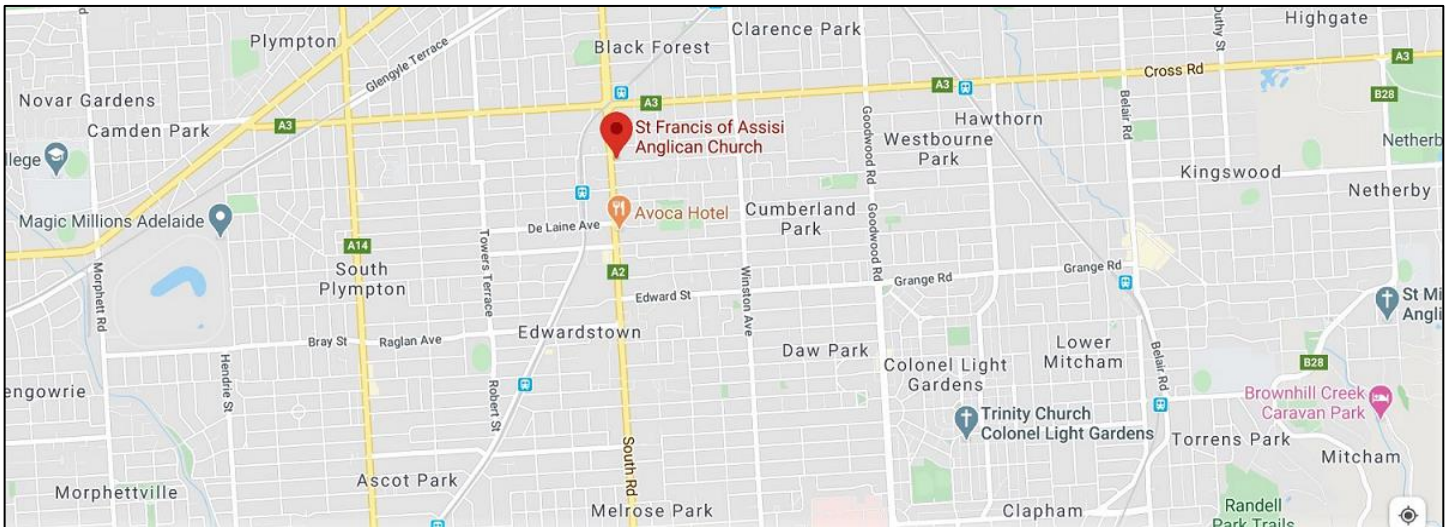 Highgate
Clarence Park
Plympton
Black Forest
Glengyle Terrace
Duthy St
Cross Rd
A3
A3
A3
A3
B28
Novar Gardens
Camden Park
St Francis of Assisi
Anglican Church
Goodwood Rd
Hawthorn
Westbourne
Park
Belair Rd
Netherb
llege
Kingswood
Netherby
Magic Millions Adelaide
De Laine Ave
Avoca Hotel
Cumberland
Park
Towers Terrace
A14
South
Plympton
A2
Winston Ave
Goodwood Rd
Grange Rd
Grange Rd
Morphett Rd
Edward St
St Mi
Angli
Bray St
Raglan Ave
Edwardstown
Daw Park
Lower
Mitcham
Belair Rd
Colonel Light
Gardens
B28
engowrie
Hendrie St
Robert St
Brownhill Creek
Caravan Park
Trinity Church
Colonel Light Gardens
Torrens Park
South Rd
Mitcham
Ascot Park
Morphettville
Melrose Park
Clapham
Randell
Park Trails